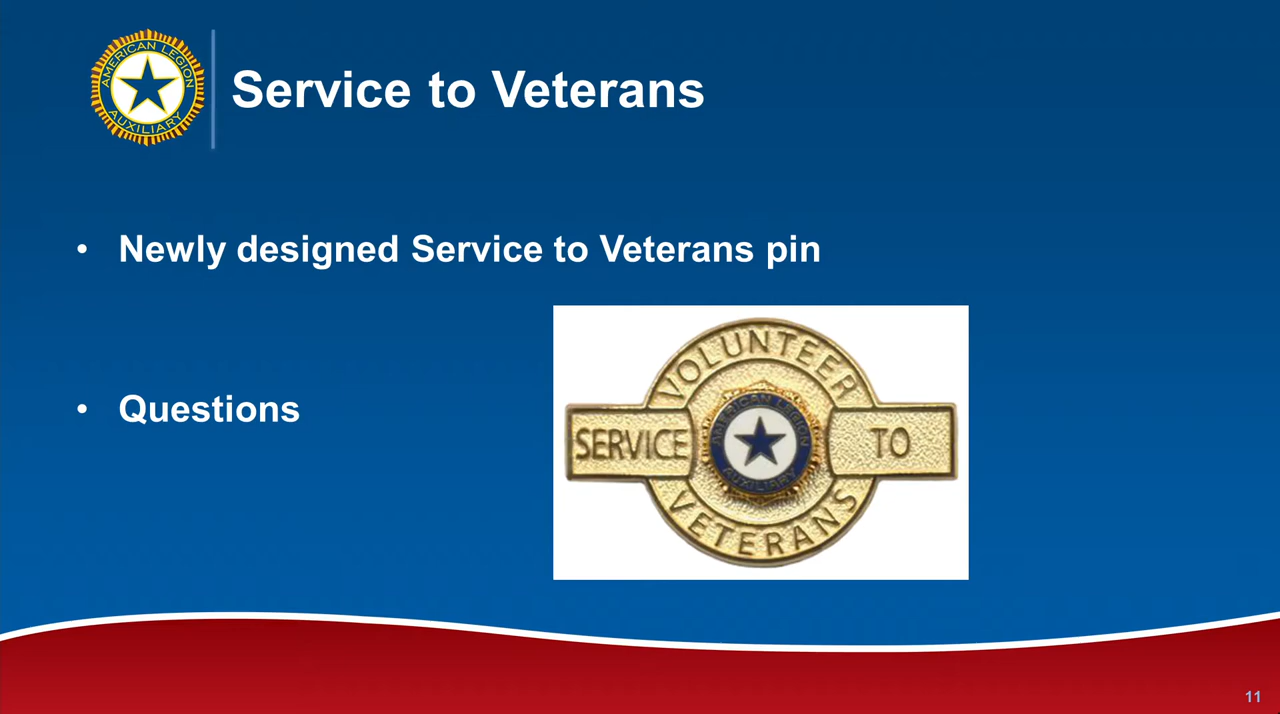 AMERICAN LEGION
AUXILIARY
Service to Veterans
• Newly designed Service to Veterans pin
• Questions
VOLUNTEER
SERVICE
AMERICAN LEGION
AUXILIARY
TO
VETERANS
11